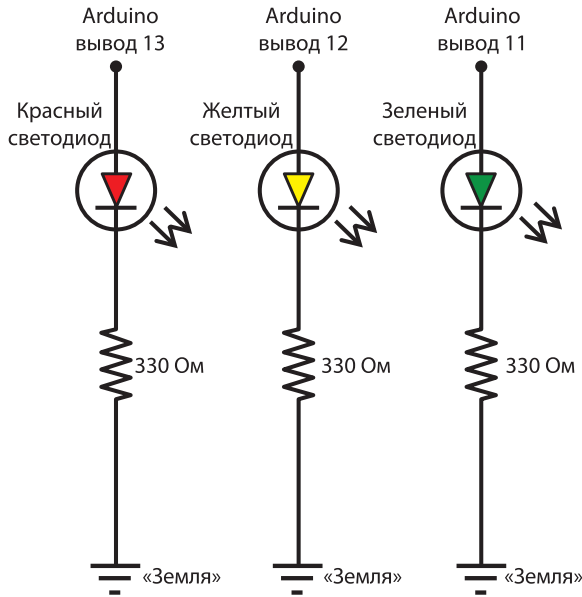 Arduino
вывод 13
Arduino
вывод 12
Arduino
вывод 11
Красный
светодиод
Желтый
светодиод
Зеленый
светодиод
330 Ом
330 Ом
330 Ом
«Земля»
«Земля»
«Земля»